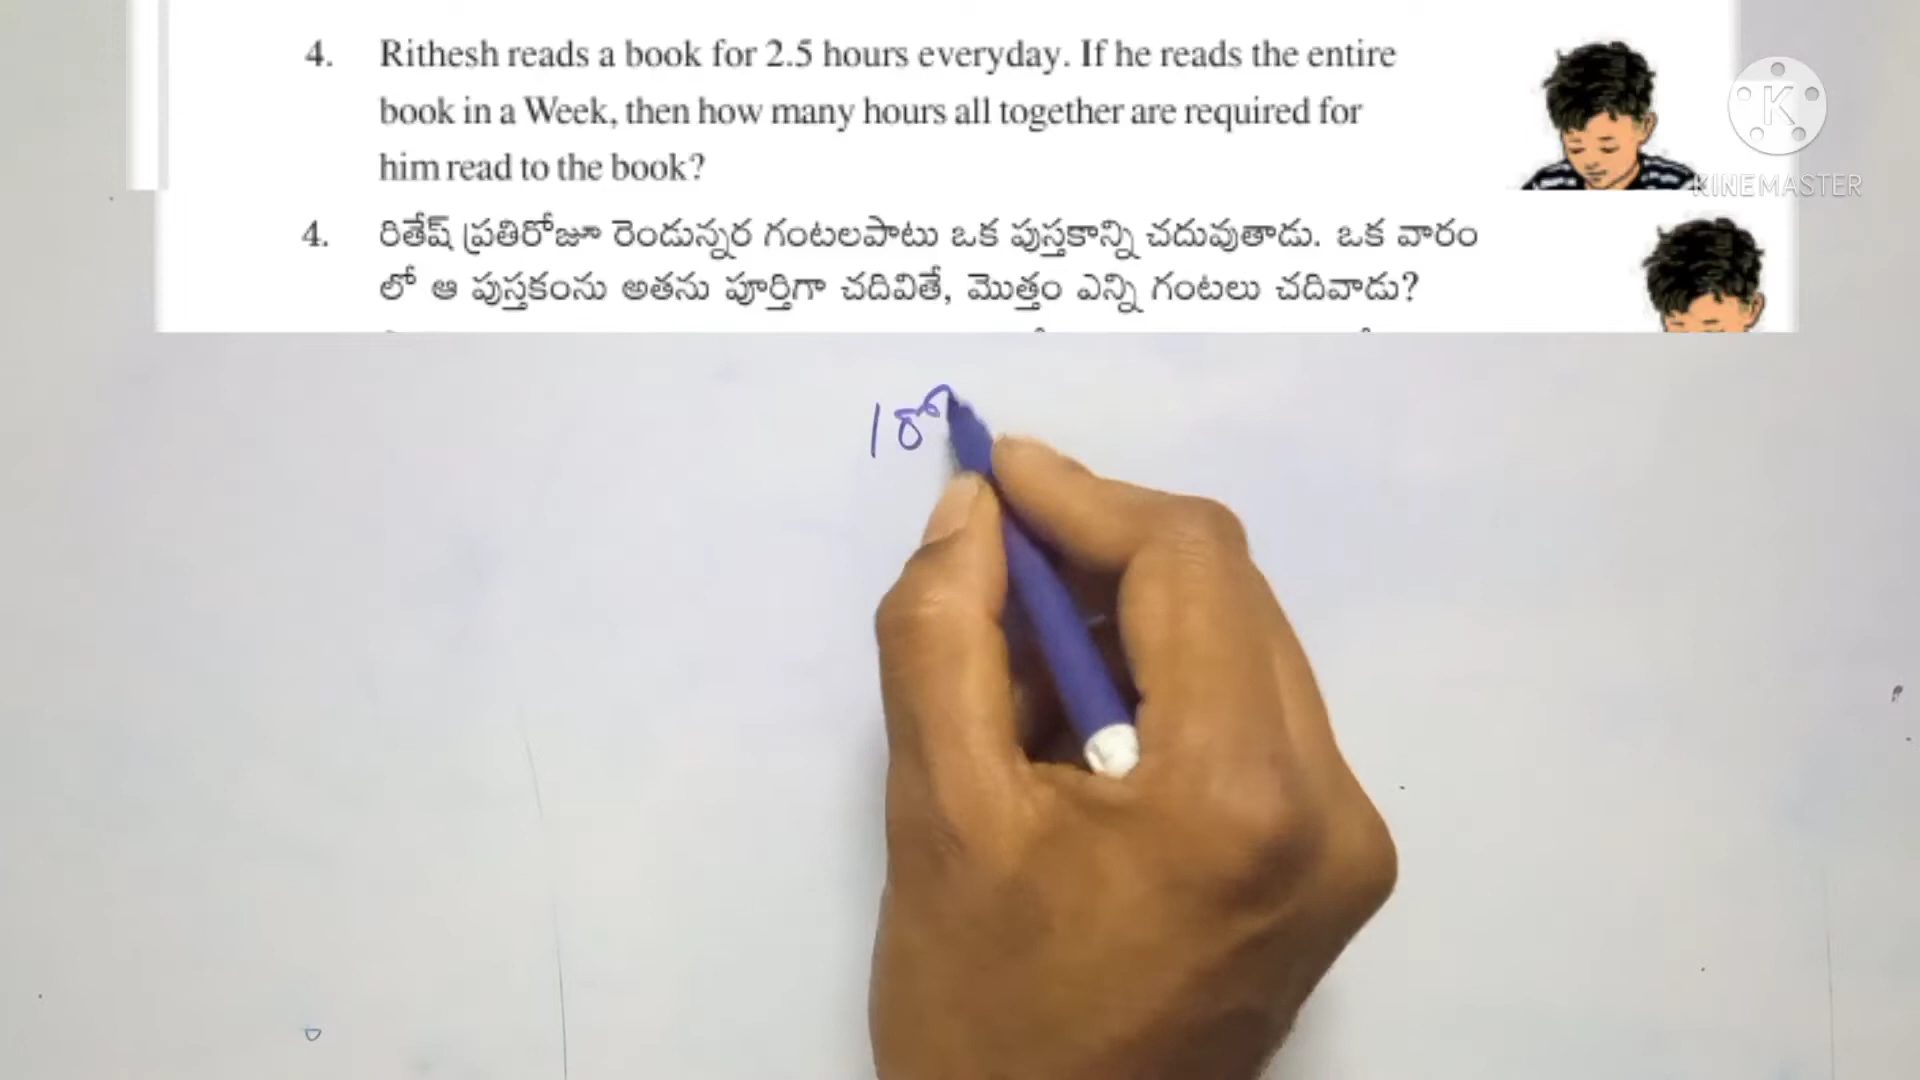 4. Rithesh reads a book for 2.5 hours everyday. If he reads the entire
book in a Week, then how many hours all together are required for
him read to the book?
K
KINEMASTER
4. రితేష్ ప్రతిరోజూ రెండున్నర గంటలపాటు ఒక పుస్తకాన్ని చదువుతాడు. ఒక వారం
లో ఆ పుస్తకంను అతను పూర్తిగా చదివితే, మొత్తం ఎన్ని గంటలు చదివాడు?
1 రో